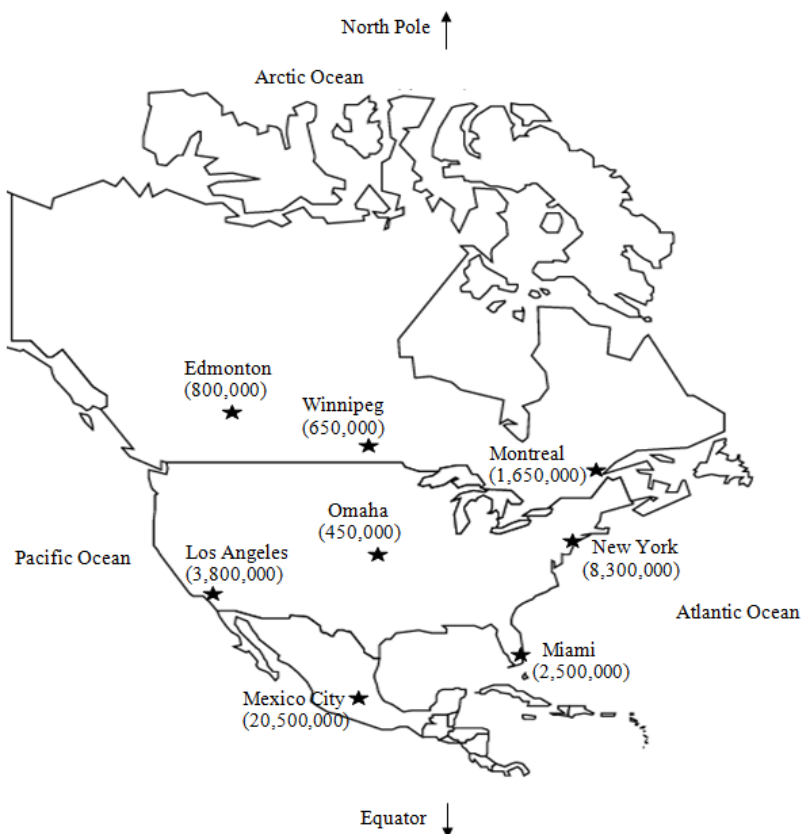 North Pole
Arctic Ocean
Edmonton
(800,000)
Winnipeg
(650,000)
Montreal
(1,650,000)
Omaha
(450,000)
Pacific Ocean
Los Angeles
(3,800,000)
New York
(8,300,000)
Atlantic Ocean
Miami
(2,500,000)
Mexico City
(20,500,000)
Equator